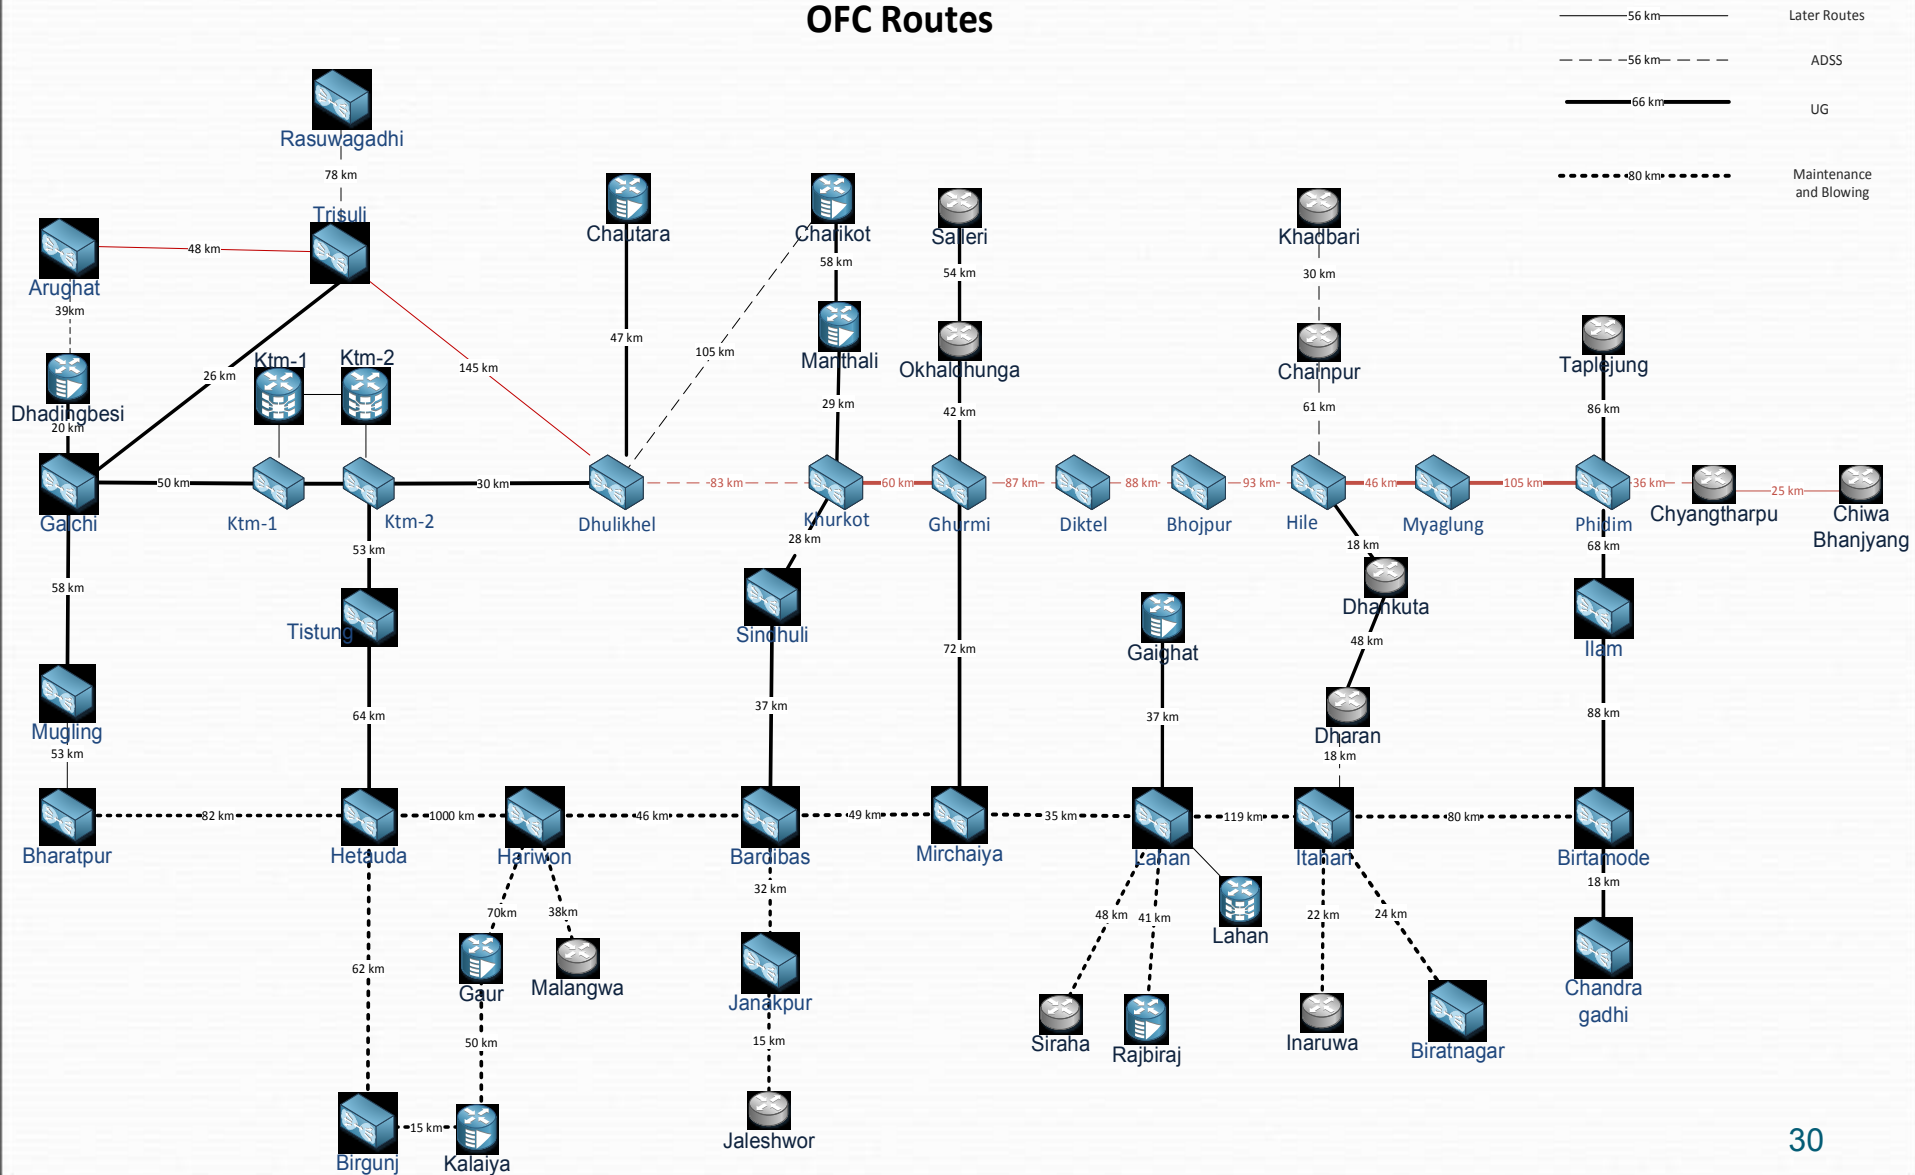 OFC Routes
56 km
Later Routes
56 km
ADSS
66 km
UG
80 km
Maintenance
and Blowing
Rasuwagadhi
78 km
Trisuli
48 km
Arughat
39km
Chautara
Charikot
Salleri
Khadbari
58 km
54 km
30 km
47 km
105 km
145 km
26 km
Ktm-1
Ktm-2
Manthali
Okhaldhunga
Chainpur
Taplejung
Dhadingbesi
20 km
29 km
42 km
61 km
86 km
50 km
30 km
83 km
60 km
87 km
88 km
93 km
46 km
105 km
36 km
25 km
Galchi
Ktm-1
Ktm-2
Dhulikhel
Khurkot
Ghurmi
Diktel
Bhojpur
Hile
Myaglung
Phidim
Chyangtharpu
Chiwa
Bhanjyang
53 km
28 km
18 km
68 km
58 km
Tistung
Sindhuli
72 km
Gaighat
Dhankuta
48 km
Ilam
64 km
37 km
37 km
88 km
Mugling
53 km
Dharan
18 km
82 km
1000 km
46 km
49 km
35 km
119 km
80 km
Bharatpur
Hetauda
Hariwon
Bardibas
Mirchaiya
Lahan
Itahari
Birtamode
32 km
18 km
70km
38km
48 km
41 km
22 km
24 km
Lahan
62 km
Gaur
Malangwa
Janakpur
Chandra
gadhi
50 km
15 km
Siraha
Rajbiraj
Inaruwa
Biratnagar
15 km
Birgunj
Kalaiya
Jaleshwor
30